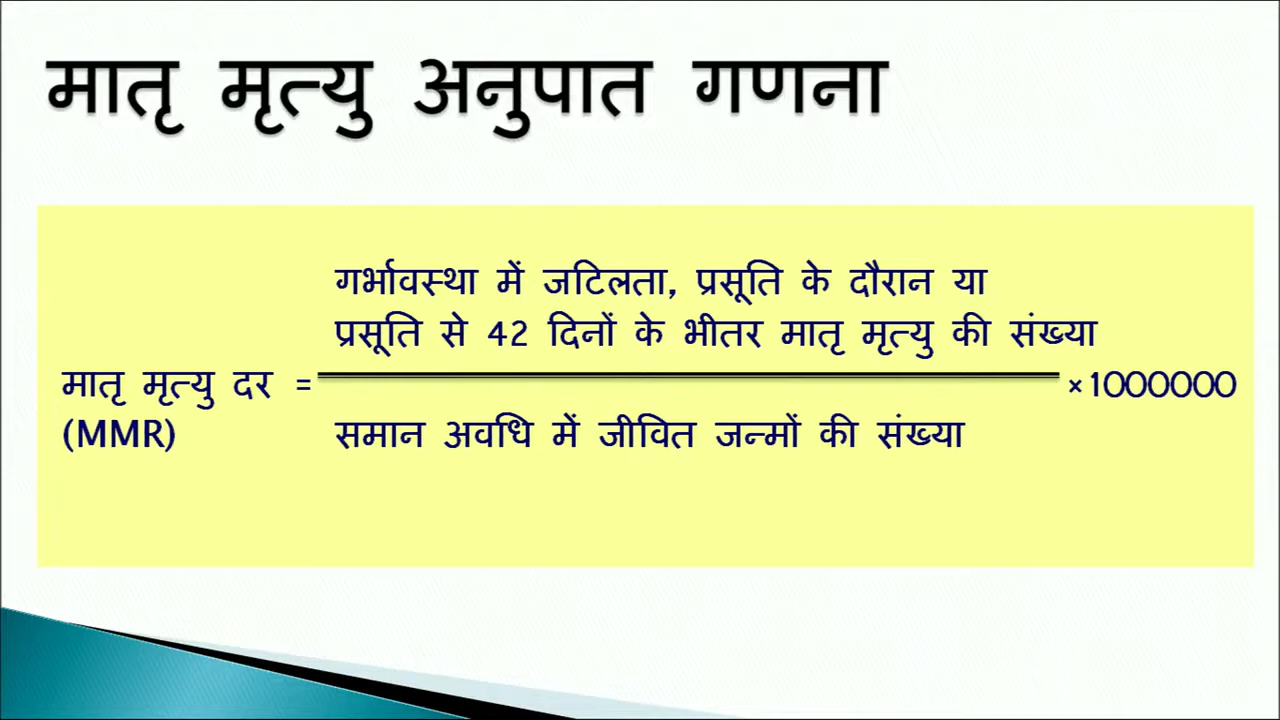 मातृ मृत्यु अनुपात गणना
गर्भावस्था में जटिलता, प्रसूति के दौरान या
प्रसूति से 42 दिनों के भीतर मातृ मृत्यु की संख्या
मातृ मृत्यु दर = ×1000000
(MMR) समान अवधि में जीवित जन्मों की संख्या